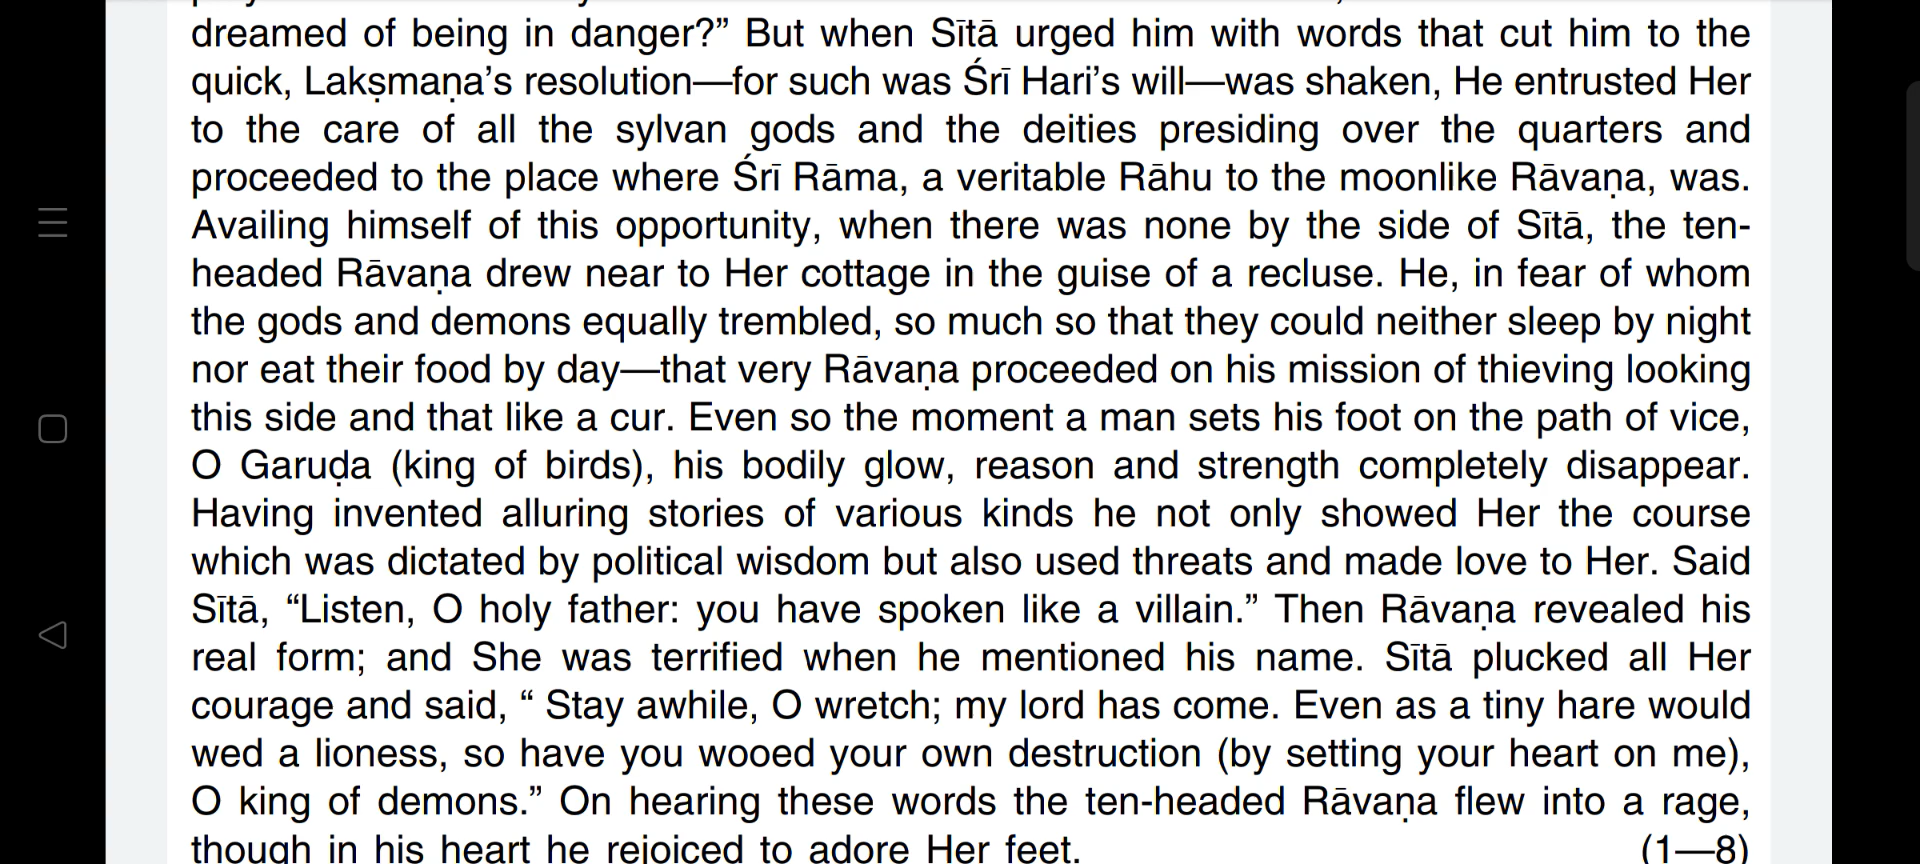 dreamed of being in danger?” But when Sītā urged him with words that cut him to the
quick, Lakṣmaṇa’s resolution—for such was Śrī Hari’s will—was shaken, He entrusted Her
to the care of all the sylvan gods and the deities presiding over the quarters and
proceeded to the place where Śrī Rāma, a veritable Rāhu to the moonlike Rāvaṇa, was.
Availing himself of this opportunity, when there was none by the side of Sītā, the ten-
headed Rāvaṇa drew near to Her cottage in the guise of a recluse. He, in fear of whom
the gods and demons equally trembled, so much so that they could neither sleep by night
nor eat their food by day—that very Rāvaṇa proceeded on his mission of thieving looking
this side and that like a cur. Even so the moment a man sets his foot on the path of vice,
O Garuḍa (king of birds), his bodily glow, reason and strength completely disappear.
Having invented alluring stories of various kinds he not only showed Her the course
which was dictated by political wisdom but also used threats and made love to Her. Said
Sītā, “Listen, O holy father: you have spoken like a villain.” Then Rāvaṇa revealed his
real form; and She was terrified when he mentioned his name. Sītā plucked all Her
courage and said, “ Stay awhile, O wretch; my lord has come. Even as a tiny hare would
wed a lioness, so have you wooed your own destruction (by setting your heart on me),
O king of demons.” On hearing these words the ten-headed Rāvaṇa flew into a rage,
though in his heart he rejoiced to adore Her feet. (1—8)